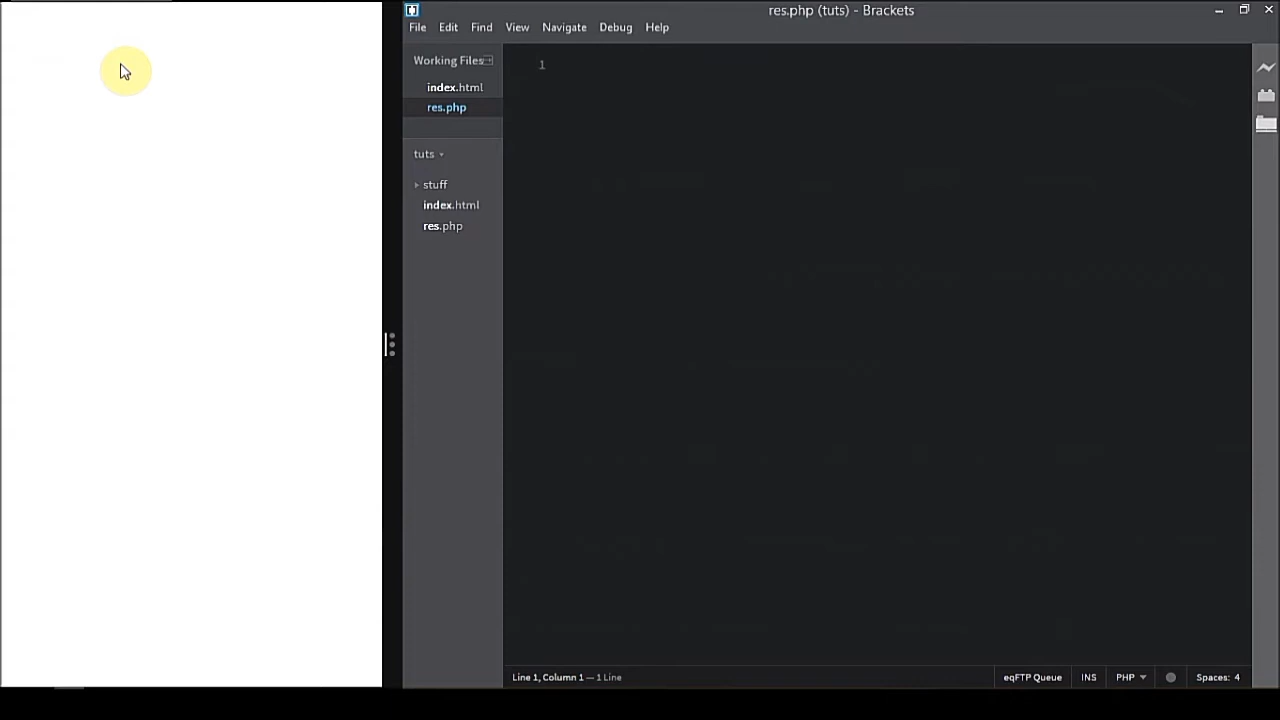 res.php (tuts) - Brackets
File Edit Find View Navigate Debug Help
Working Files
index.html
res.php
tuts
stuff
index.html
res.php
1
Line 1, Column 1 — 1 Line
eqFTP Queue INS PHP Spaces: 4